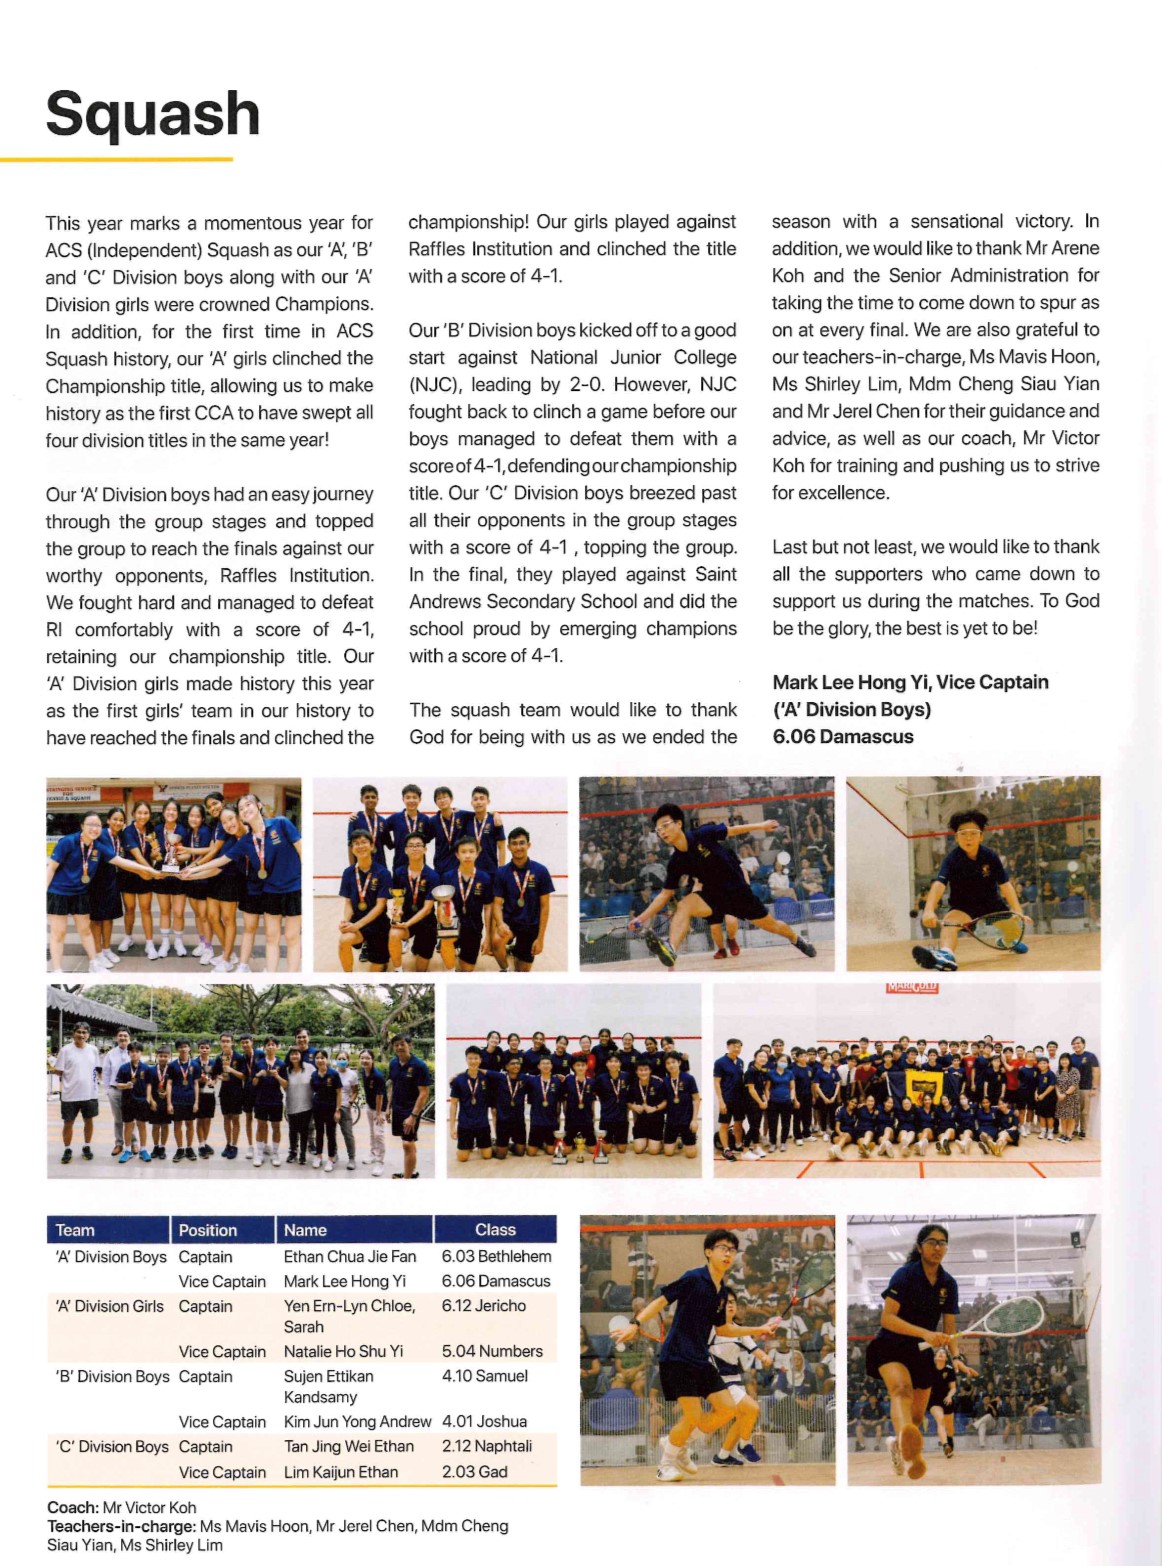 Squash
This year marks a momentous year for
ACS (Independent) Squash as our ‘A’, ‘B’
and ‘C’ Division boys along with our ‘A’
Division girls were crowned Champions.
In addition, for the first time in ACS
Squash history, our ‘A’ girls clinched the
Championship title, allowing us to make
history as the first CCA to have swept all
four division titles in the same year!
Our ‘A’ Division boys had an easy journey
through the group stages and topped
the group to reach the finals against our
worthy opponents, Raffles Institution.
We fought hard and managed to defeat
RI comfortably with a score of 4-1,
retaining our championship title. Our
‘A’ Division girls made history this year
as the first girls’ team in our history to
have reached the finals and clinched the
championship! Our girls played against
Raffles Institution and clinched the title
with a score of 4-1.
Our ‘B’ Division boys kicked off to a good
start against National Junior College
(NJC), leading by 2-0. However, NJC
fought back to clinch a game before our
boys managed to defeat them with a
score of 4-1, defending our championship
title. Our ‘C’ Division boys breezed past
all their opponents in the group stages
with a score of 4-1 , topping the group.
In the final, they played against Saint
Andrews Secondary School and did the
school proud by emerging champions
with a score of 4-1.
The squash team would like to thank
God for being with us as we ended the
season with a sensational victory. In
addition, we would like to thank Mr Arene
Koh and the Senior Administration for
taking the time to come down to spur as
on at every final. We are also grateful to
our teachers-in-charge, Ms Mavis Hoon,
Ms Shirley Lim, Mdm Cheng Siau Yian
and Mr Jerel Chen for their guidance and
advice, as well as our coach, Mr Victor
Koh for training and pushing us to strive
for excellence.
Last but not least, we would like to thank
all the supporters who came down to
support us during the matches. To God
be the glory, the best is yet to be!
Mark Lee Hong Yi, Vice Captain
(‘A’ Division Boys)
6.06 Damascus
MARIGOLD
Team Position Name Class
‘A’ Division Boys Captain Ethan Chua Jie Fan 6.03 Bethlehem
Vice Captain Mark Lee Hong Yi 6.06 Damascus
‘A’ Division Girls Captain Yen Ern-Lyn Chloe, 6.12 Jericho
Sarah
Vice Captain Natalie Ho Shu Yi 5.04 Numbers
‘B’ Division Boys Captain Sujen Ettikan 4.10 Samuel
Kandsamy
Vice Captain Kim Jun Yong Andrew 4.01 Joshua
‘C’ Division Boys Captain Tan Jing Wei Ethan 2.12 Naphtali
Vice Captain Lim Kaijun Ethan 2.03 Gad
Coach: Mr Victor Koh
Teachers-in-charge: Ms Mavis Hoon, Mr Jerel Chen, Mdm Cheng
Siau Yian, Ms Shirley Lim